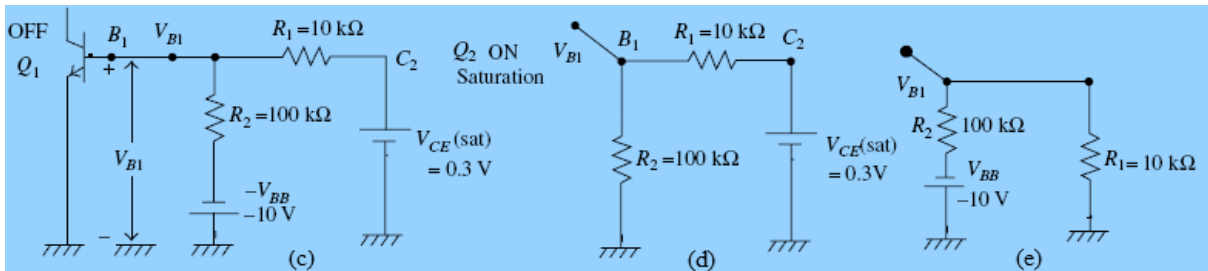 OFF
Q1
B1
VB1
+
VB1
–
R1 =10 kΩ
C2
R2 =100 kΩ
–VBB
–10 V
VCE (sat)
= 0.3 V
(c)
Q2 ON
Saturation
VB1
B1
R1 =10 kΩ
C2
R2 =100 kΩ
VCE (sat)
= 0.3V
(d)
VB1
R2 100 kΩ
VBB
–10 V
R1= 10 kΩ
(e)